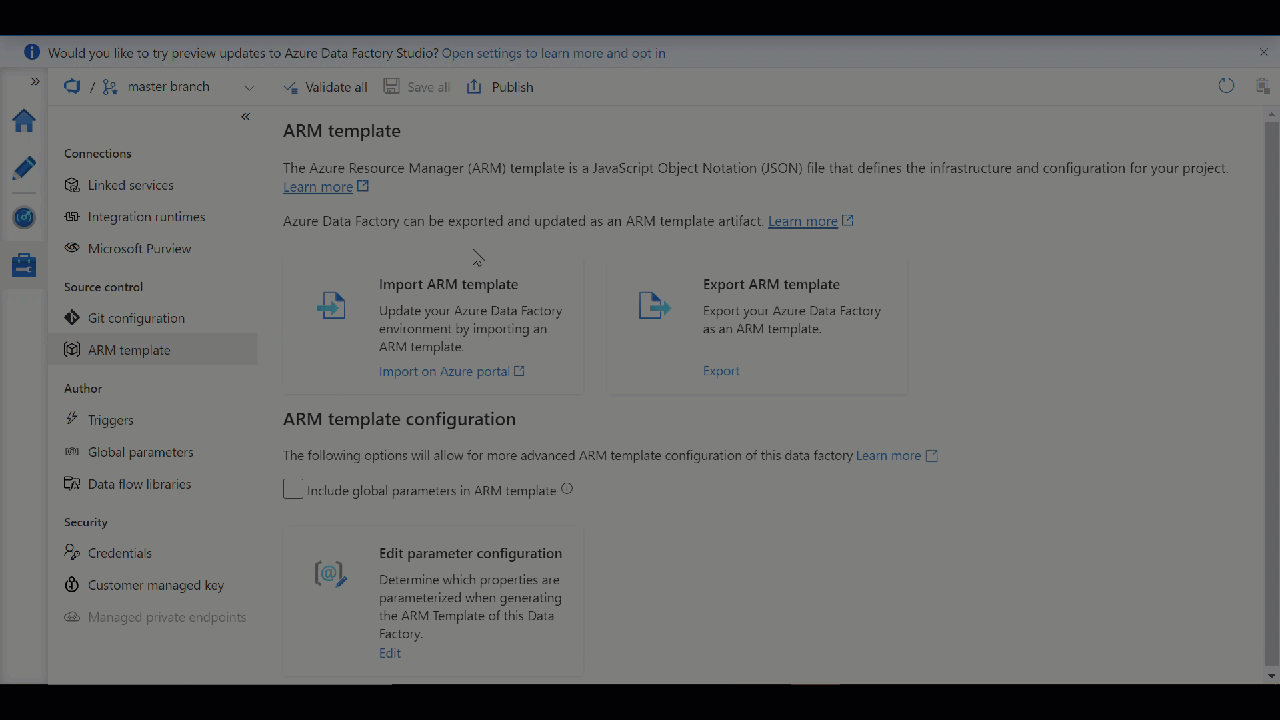 Would you like to try preview updates to Azure Data Factory Studio? Open settings to learn more and opt in
/ master branch
Validate all
Save all
Publish
Connections
Linked services
Integration runtimes
Microsoft Purview
Source control
Git configuration
ARM template
Author
Triggers
Global parameters
Data flow libraries
Security
Credentials
Customer managed key
Managed private endpoints
ARM template
The Azure Resource Manager (ARM) template is a JavaScript Object Notation (JSON) file that defines the infrastructure and configuration for your project.
Learn more
Azure Data Factory can be exported and updated as an ARM template artifact. Learn more
Import ARM template
Update your Azure Data Factory
environment by importing an
ARM template.
Import on Azure portal
Export ARM template
Export your Azure Data Factory
as an ARM template.
Export
ARM template configuration
The following options will allow for more advanced ARM template configuration of this data factory Learn more
Include global parameters in ARM template
Edit parameter configuration
Determine which properties are
parameterized when generating
the ARM Template of this Data
Factory.
Edit